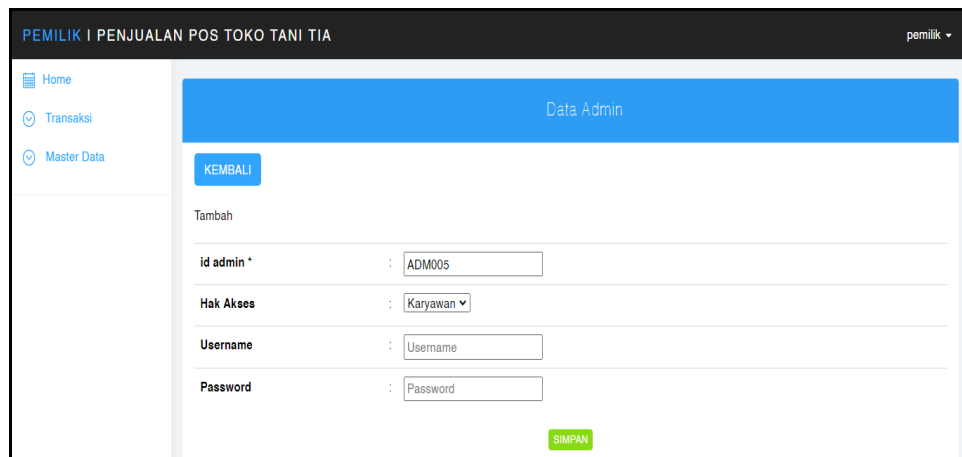 PEMILIK | PENJUALAN POS TOKO TANI TIA
pemilik
Home
Transaksi
Master Data
Data Admin
KEMBALI
Tambah
id admin * : ADM005
Hak Akses : Karyawan
Username : Username
Password : Password
SIMPAN